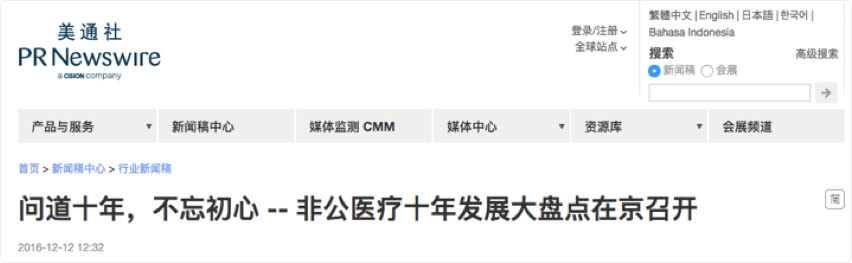 美通社
PR Newswire
a CISION company
登录/注册
全球站点
繁體中文 | English | 日本語 | 한국어 |
Bahasa Indonesia
搜索
高级搜索
新闻稿 会展
产品与服务 新闻稿中心 媒体监测 CMM 媒体中心 资源库 会展频道
首页 > 新闻稿中心 > 行业新闻稿
问道十年，不忘初心 -- 非公医疗十年发展大盘点在京召开
简
2016-12-12 12:32